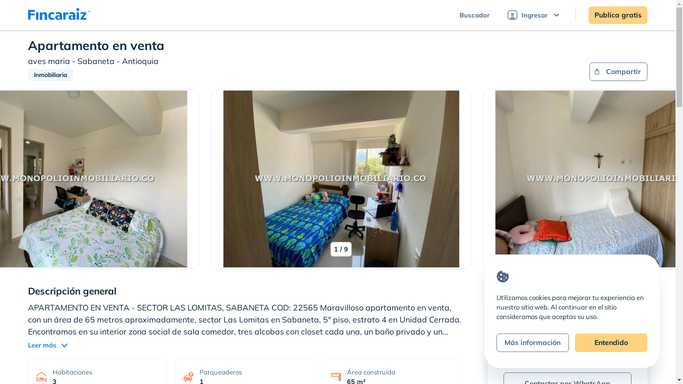 Fincaraiz
Buscador
Ingresar
Publica gratis
Apartamento en venta
aves maria - Sabaneta - Antioquia
Inmobiliaria
Compartir
WWW.MONOPOLIOINMOBILIARIO.CO
WWW.MONOPOLIOINMOBILIARIO.CO
WWW.MONOPOLIOINMOBILIARI
1 / 9
Descripción general
APARTAMENTO EN VENTA - SECTOR LAS LOMITAS, SABANETA COD: 22565 Maravilloso apartamento en venta,
con un área de 65 metros aproximadamente, sector Las Lomitas en Sabaneta, 5° piso, estrato 4 en Unidad Cerrada.
Encontramos en su interior zona social de sala comedor, tres alcobas con closet cada una, un baño privado y un...
Leer más
Habitaciones
3
Parqueaderos
1
Área construida
65 m²
Utilizamos cookies para mejorar tu experiencia en
nuestro sitio web. Al continuar en el sitio
consideramos que aceptas su uso.
Más información
Entendido
Contactar por WhatsApp